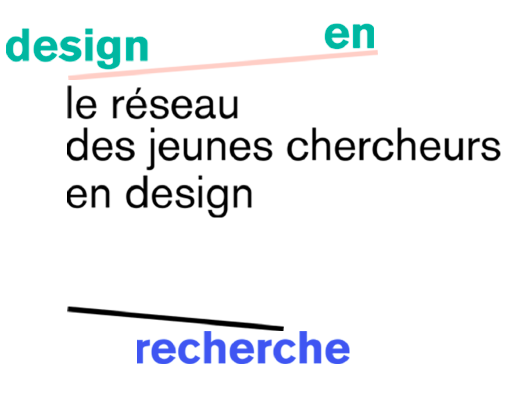 design en
le réseau
des jeunes chercheurs
en design
recherche